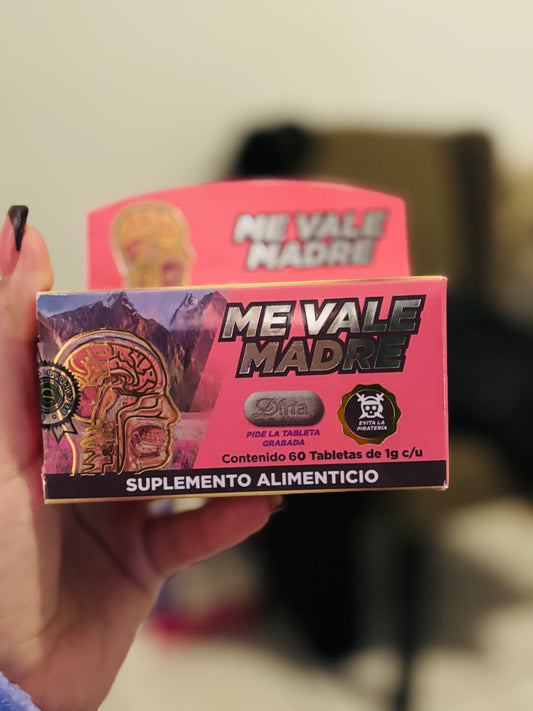 ME VALE
MADRE
ME VALE
MADRE
Diria
PIDE LA TABLETA
GRABADA
EVITA LA
PIRATERÍA
Contenido 60 Tabletas de 1g c/u
SUPLEMENTO ALIMENTICIO